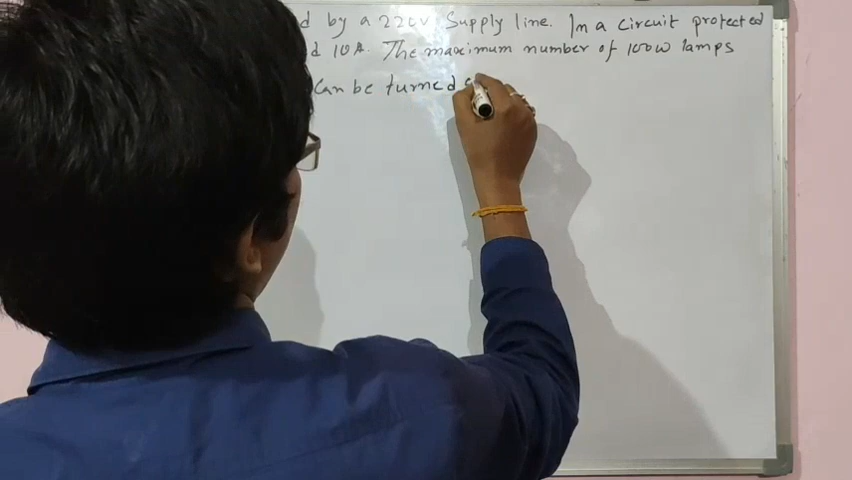 d by a 220V Supply line. In a circuit protected
d 10A. The maximum number of 100W lamps
Can be turned